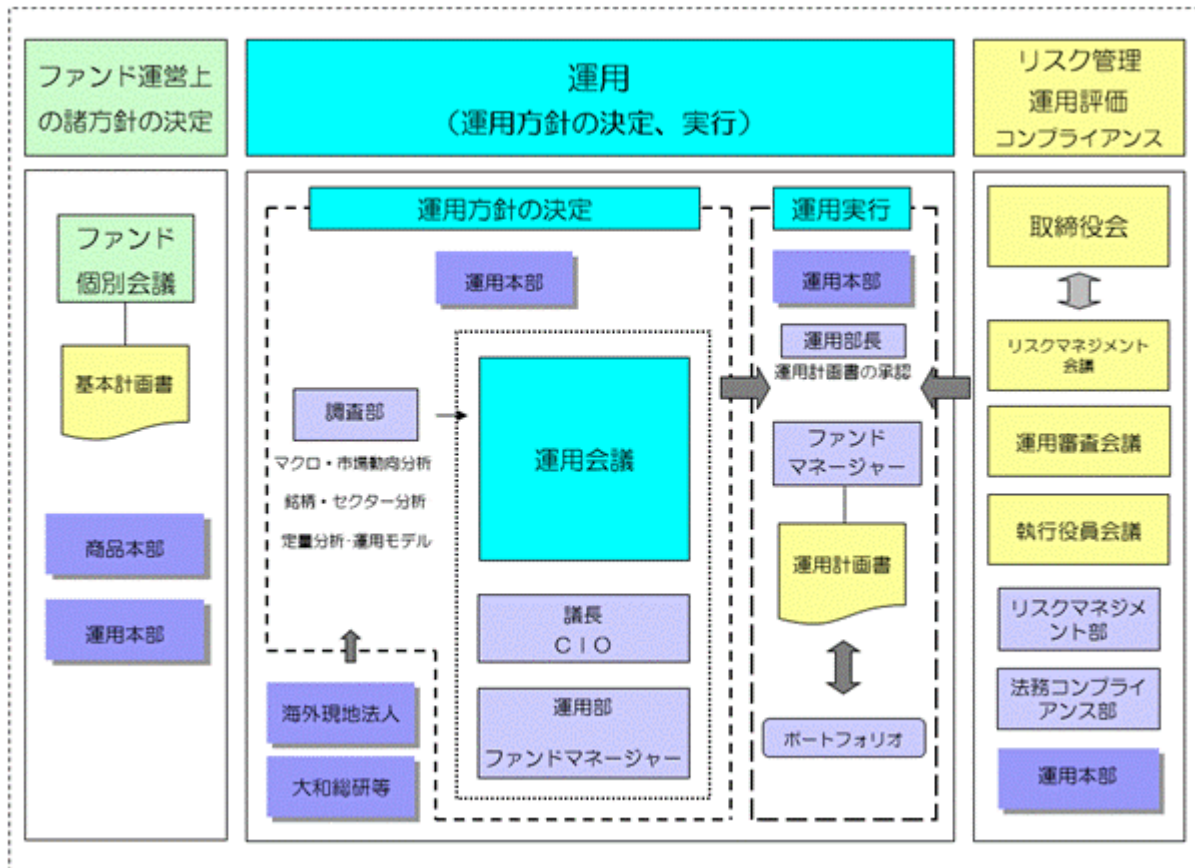 ファンド運営上
の諸方針の決定
運用
（運用方針の決定、実行）
リスク管理
運用評価
コンプライアンス
ファンド
個別会議
基本計画書
商品本部
運用本部
運用方針の決定
運用本部
調査部
マクロ・市場動向分析
銘柄・セクター分析
定量分析･運用モデル
運用会議
議長
ＣＩＯ
運用部
ファンドマネージャー
海外現地法人
大和総研等
運用実行
運用本部
運用部長
運用計画書の承認
ファンド
マネージャー
運用計画書
ポートフォリオ
取締役会
リスクマネジメント
会議
運用審査会議
執行役員会議
リスクマネジメ
ント部
法務コンプライ
アンス部
運用本部